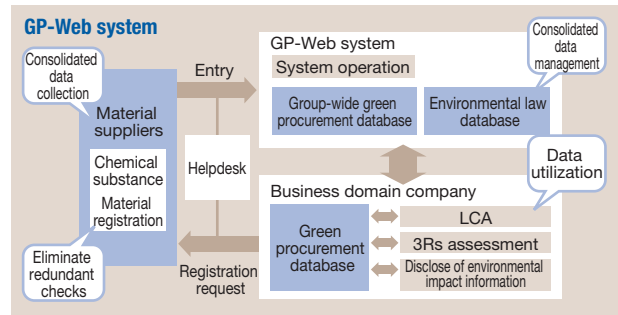 GP-Web system
Consolidated
data
collection
Material
suppliers
Chemical
substance
Material
registration
Eliminate
redundant
checks
Entry
Helpdesk
Registration
request
GP-Web system
System operation
Consolidated
data
management
Group-wide green
procurement database
Environmental law
database
Data
utilization
Business domain company
Green
procurement
database
LCA
3Rs assessment
Disclose of environmental
impact information